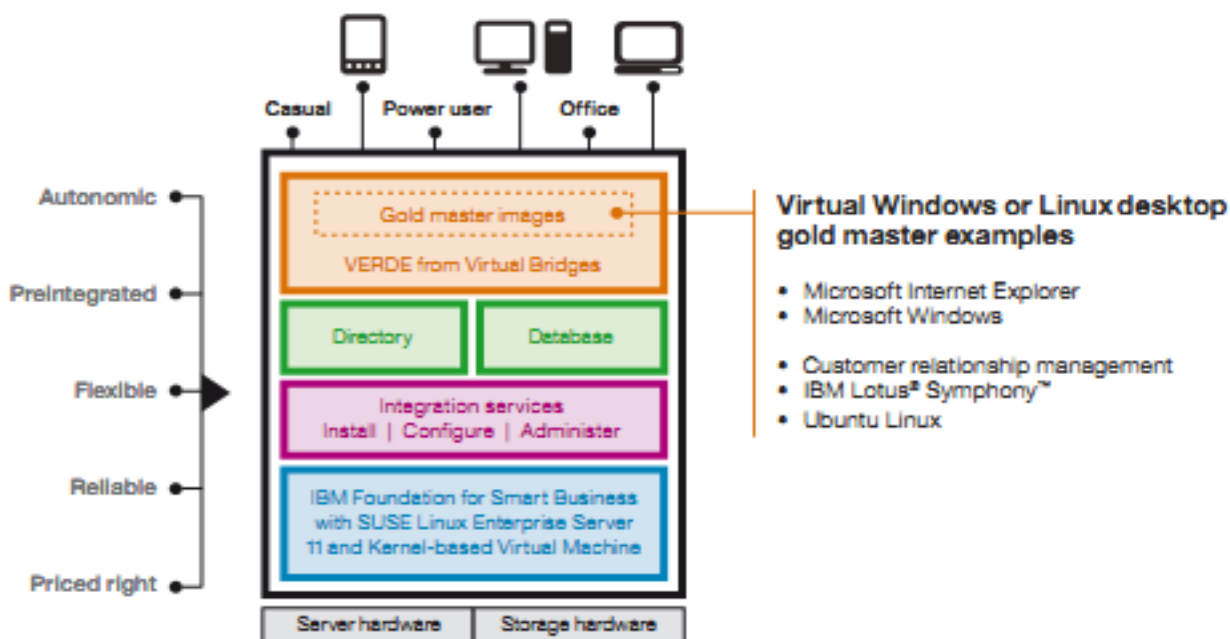 Casual
Power user
Office
Autonomic
Preintegrated
Flexible
Reliable
Priced right
Gold master images
VERDE from Virtual Bridges
Directory
Database
Integration services
Install | Configure | Administer
IBM Foundation for Smart Business
with SUSE Linux Enterprise Server
11 and Kernel-based Virtual Machine
Server hardware
Storage hardware
Virtual Windows or Linux desktop
gold master examples
• Microsoft Internet Explorer
• Microsoft Windows
• Customer relationship management
• IBM Lotus® Symphony™
• Ubuntu Linux